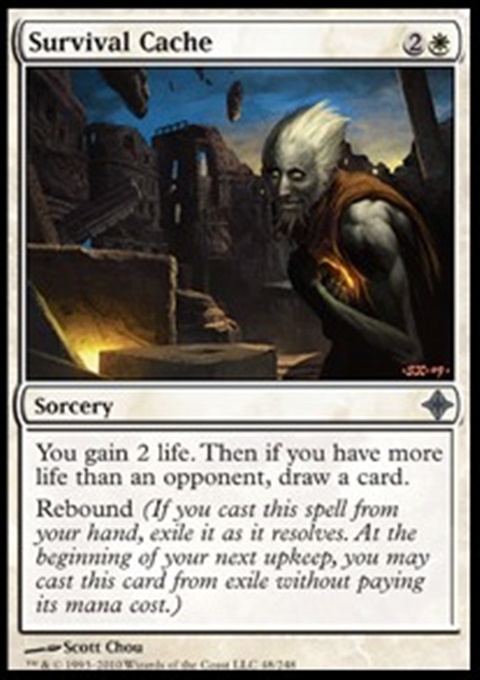 Survival Cache
2
Sorcery
You gain 2 life. Then if you have more
life than an opponent, draw a card.
Rebound (If you cast this spell from
your hand, exile it as it resolves. At the
beginning of your next upkeep, you may
cast this card from exile without paying
its mana cost.)
Scott Chou
™ & © 1993-2010 Wizards of the Coast LLC 48/248